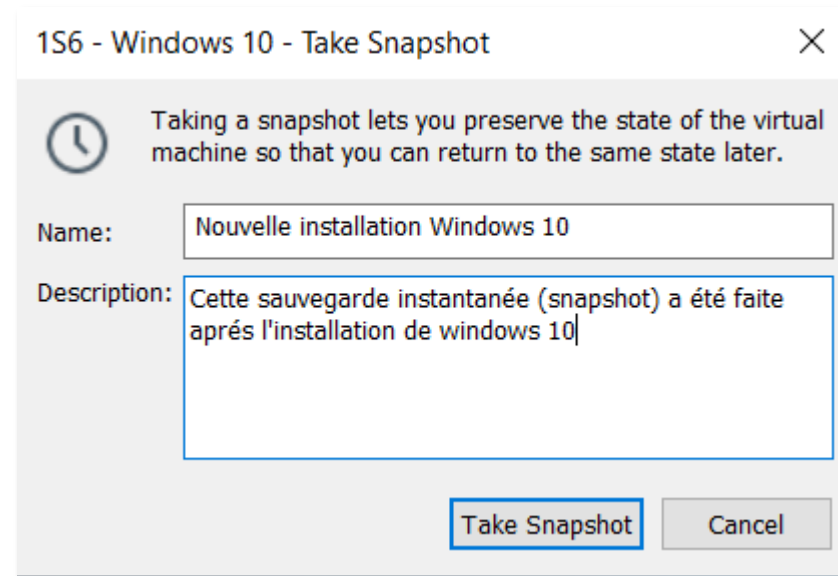 1S6 - Windows 10 - Take Snapshot
Taking a snapshot lets you preserve the state of the virtual
machine so that you can return to the same state later.
Name:
Nouvelle installation Windows 10
Description:
Cette sauvegarde instantanée (snapshot) a été faite
aprés l'installation de windows 10
Take Snapshot
Cancel